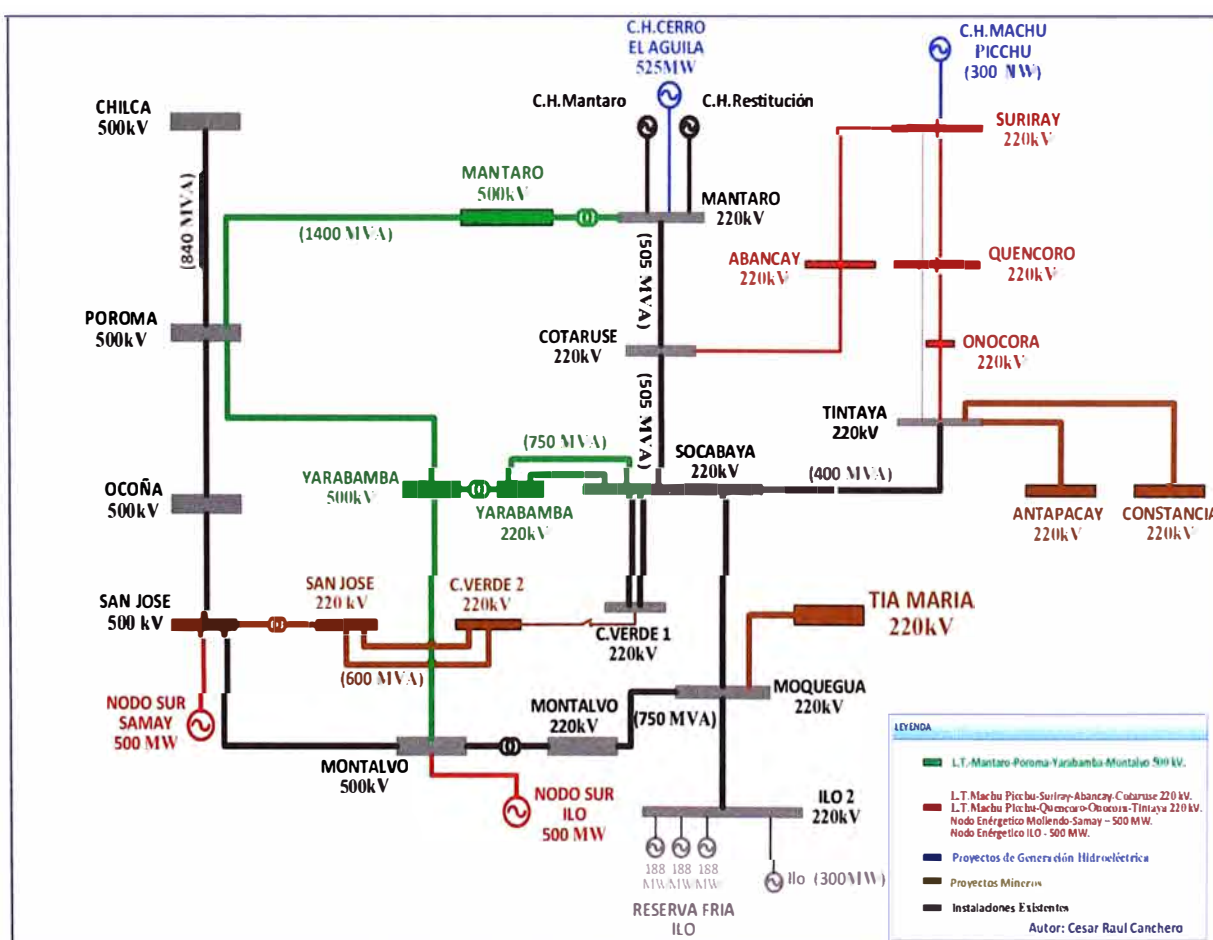 C.H.CERRO
EL AGUILA
525MW
C.H.MACHU
PICCHU
(300 MW)
CHILCA
500kV
C.H.Mantaro
C.H.Restitución
SURIRAY
220kV
MANTARO
500kV
MANTARO
220kV
(840 MVA)
(1400 MVA)
(505 MVA)
ABANCAY
220kV
QUENCORO
220kV
POROMA
500kV
COTARUSE
220kV
ONOCORA
220kV
(505 MVA)
TINTAYA
220kV
(750 MVA)
SOCABAYA
220kV
(400 MVA)
YARABAMBA
500kV
YARABAMBA
220kV
OCOÑA
500kV
ANTAPACAY
220kV
CONSTANCIA
220kV
SAN JOSE
500 kV
SAN JOSE
220 kV
C.VERDE 2
220kV
C.VERDE 1
220kV
TIA MARIA
220kV
(600 MVA)
MOQUEGUA
220kV
NODO SUR
SAMAY
500 MW
MONTALVO
220kV
(750 MVA)
MONTALVO
500kV
NODO SUR
ILO
500 MW
ILO 2
220kV
188
MW
188
MW
188
MW
Ilo (300MW)
RESERVA FRIA
ILO
LEYENDA
L.T.-Mantaro-Poroma-Yarabamba-Montalvo 500 kV.
L.T.Machu Picchu-Suriray-Abancay-Cotaruse 220 kV.
L.T.Machu Picchu-Quencoro-Onocora-Tintaya 220 kV.
Nodo Enérgetico Mollendo-Samay – 500 MW.
Nodo Enérgetico ILO - 500 MW.
Proyectos de Generación Hidroeléctrica
Proyectos Mineros
Instalaciones Existentes
Autor: Cesar Raul Canchero